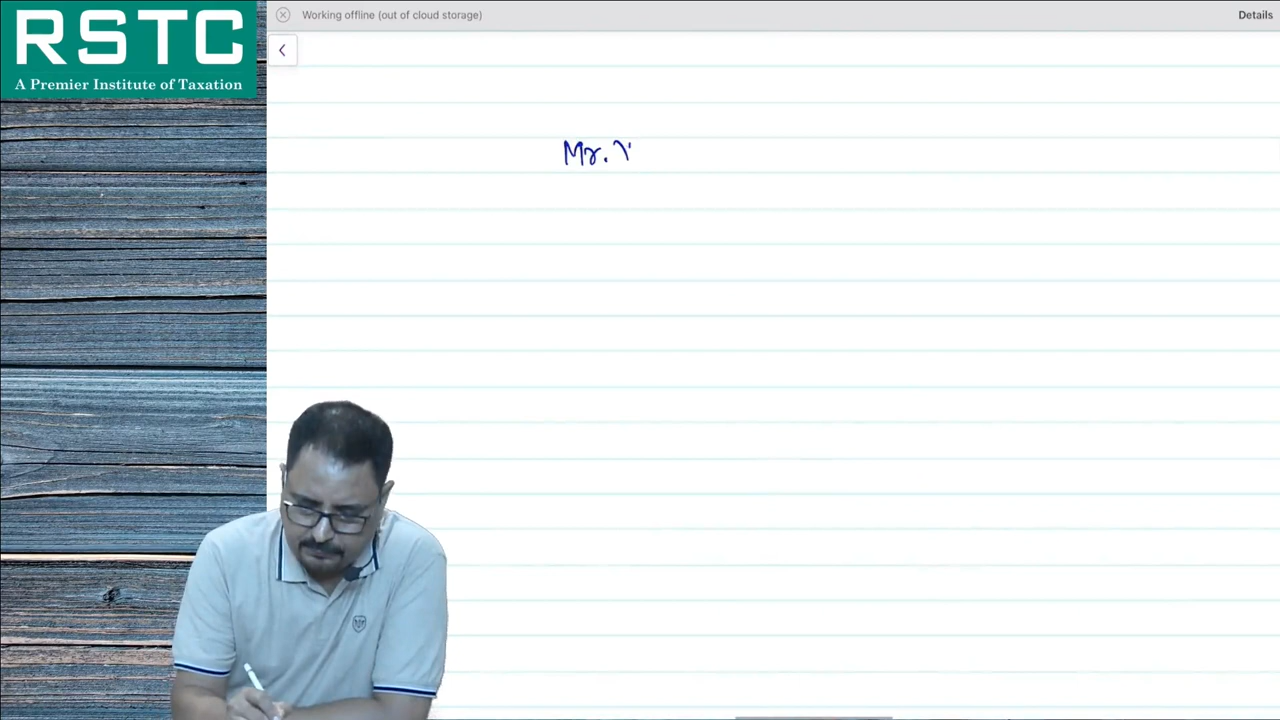 RSTC
A Premier Institute of Taxation
Working offline (out of cloud storage)
Details
Mr.